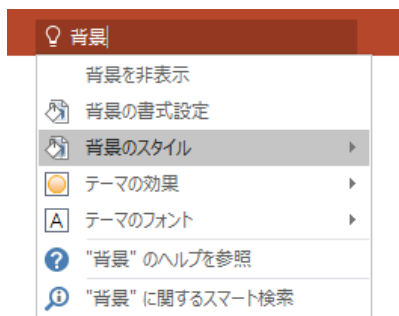 背景
背景を非表示
背景の書式設定
背景のスタイル
テーマの効果
A テーマのフォント
"背景" のヘルプを参照
"背景" に関するスマート検索